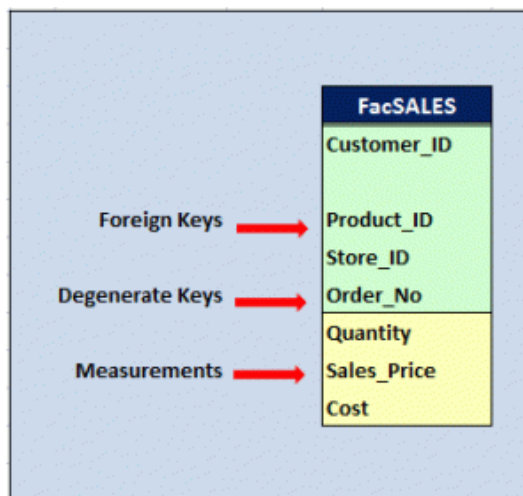 FacSALES
Customer_ID
Foreign Keys Product_ID
Store_ID
Degenerate Keys Order_No
Quantity
Measurements Sales_Price
Cost